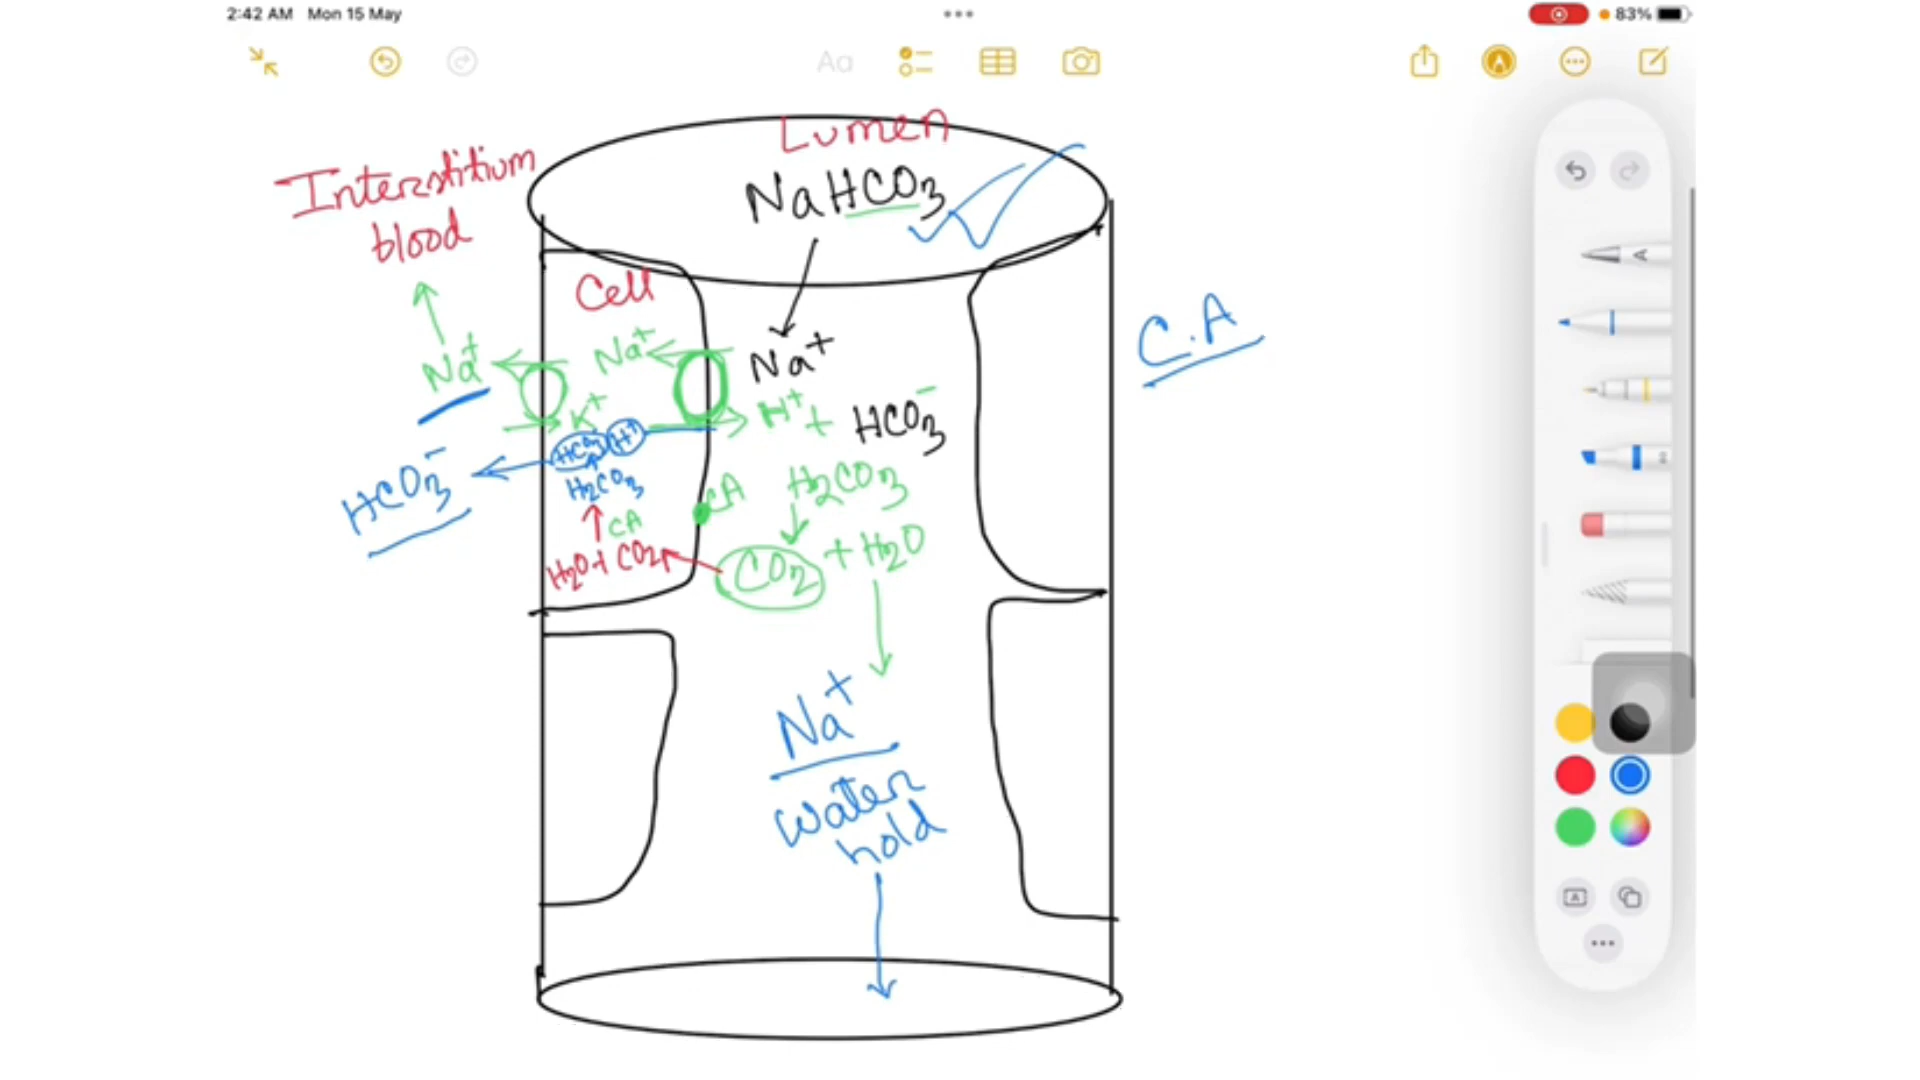 2:42 AM Mon 15 May
83%
Aa
Lumen
NaHCO₃
Interstitium
blood
Cell
C.A
Na⁺
Na⁺
Na⁺
K⁺
H⁺ +
HCO₃⁻
HCO₃⁻
H⁺
HCO₃⁻
H₂CO₃
CA
H₂CO₃
CA
H₂O + CO₂
CO₂ + H₂O
Na⁺
water
hold
A
A